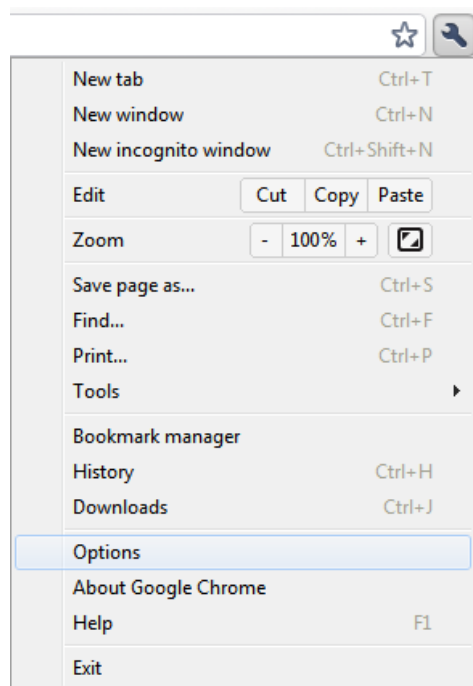 New tab Ctrl+T
New window Ctrl+N
New incognito window Ctrl+Shift+N
Edit Cut Copy Paste
Zoom - 100% +
Save page as... Ctrl+S
Find... Ctrl+F
Print... Ctrl+P
Tools
Bookmark manager
History Ctrl+H
Downloads Ctrl+J
Options
About Google Chrome
Help F1
Exit